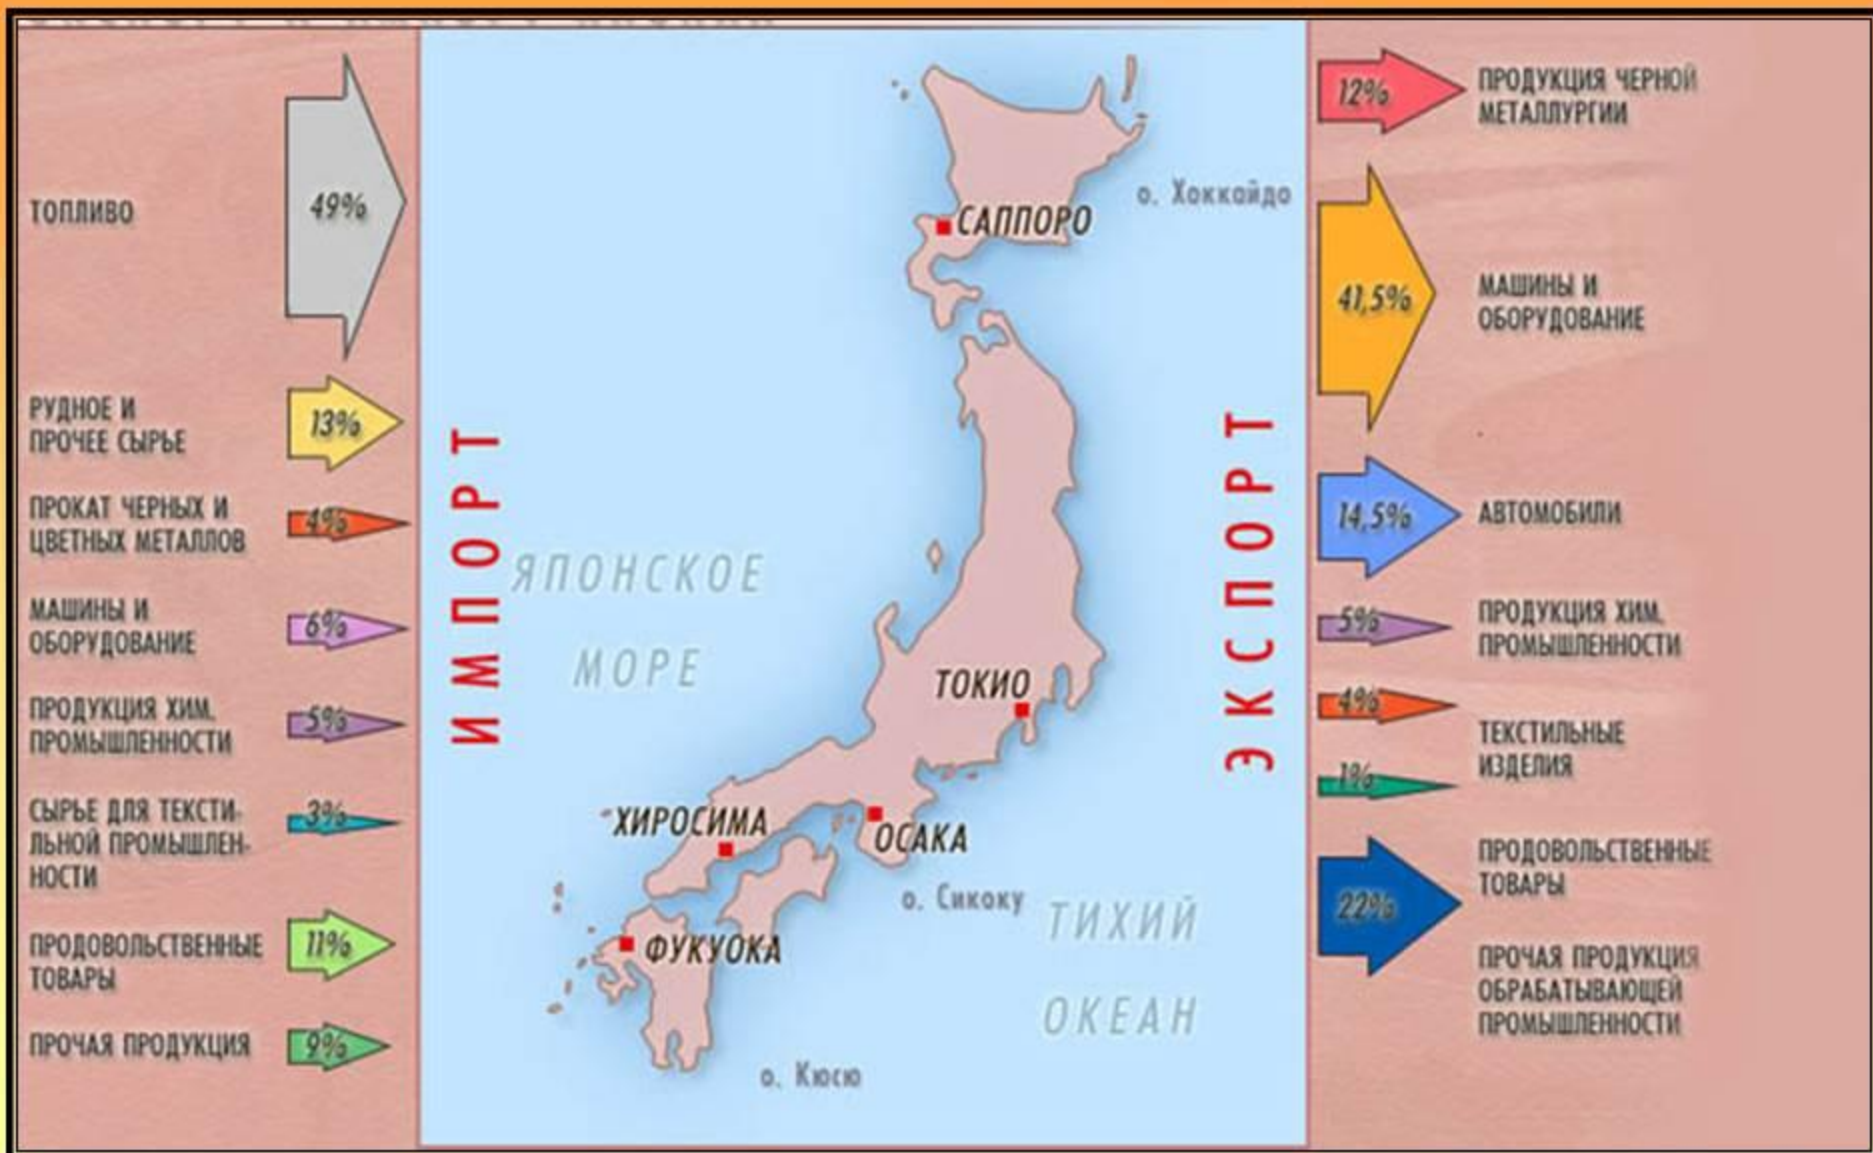 ТОПЛИВО
49%
РУДНОЕ И
ПРОЧЕЕ СЫРЬЕ
13%
ПРОКАТ ЧЕРНЫХ И
ЦВЕТНЫХ МЕТАЛЛОВ
4%
МАШИНЫ И
ОБОРУДОВАНИЕ
6%
ПРОДУКЦИЯ ХИМ.
ПРОМЫШЛЕННОСТИ
5%
СЫРЬЕ ДЛЯ ТЕКСТИ-
ЛЬНОЙ ПРОМЫШЛЕН-
НОСТИ
3%
ПРОДОВОЛЬСТВЕННЫЕ
ТОВАРЫ
11%
ПРОЧАЯ ПРОДУКЦИЯ
9%
ИМПОРТ
о. Хоккайдо
САППОРО
ЯПОНСКОЕ
МОРЕ
ТОКИО
ХИРОСИМА
ОСАКА
о. Сикоку
ТИХИЙ
ОКЕАН
ФУКУОКА
о. Кюсю
ЭКСПОРТ
12%
ПРОДУКЦИЯ ЧЕРНОЙ
МЕТАЛЛУРГИИ
41,5%
МАШИНЫ И
ОБОРУДОВАНИЕ
14,5%
АВТОМОБИЛИ
5%
ПРОДУКЦИЯ ХИМ.
ПРОМЫШЛЕННОСТИ
4%
ТЕКСТИЛЬНЫЕ
ИЗДЕЛИЯ
1%
ПРОДОВОЛЬСТВЕННЫЕ
ТОВАРЫ
22%
ПРОЧАЯ ПРОДУКЦИЯ
ОБРАБАТЫВАЮЩЕЙ
ПРОМЫШЛЕННОСТИ